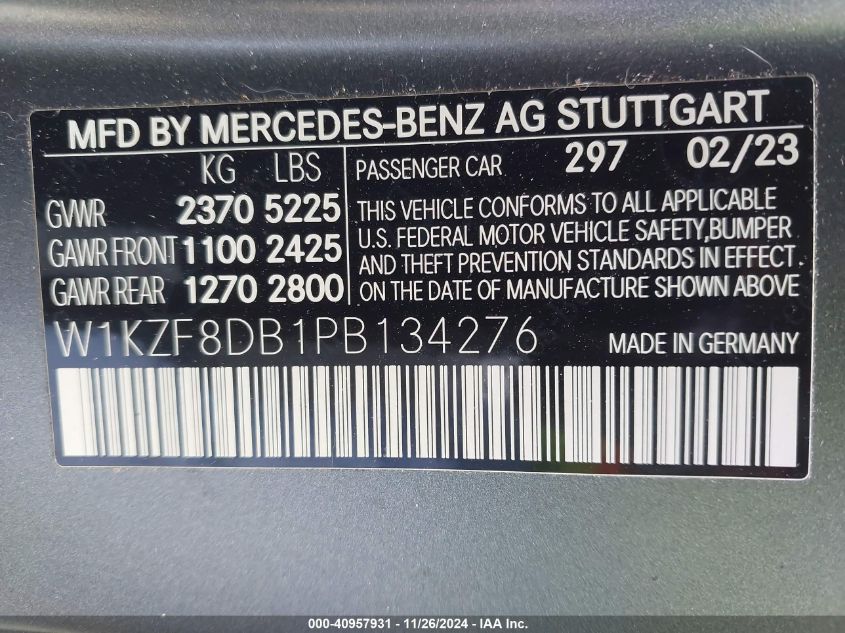 MFD BY MERCEDES-BENZ AG STUTTGART
KG LBS
GVWR 2370 5225
GAWR FRONT 1100 2425
GAWR REAR 1270 2800
PASSENGER CAR 297 02/23
THIS VEHICLE CONFORMS TO ALL APPLICABLE
U.S. FEDERAL MOTOR VEHICLE SAFETY,BUMPER
AND THEFT PREVENTION STANDARDS IN EFFECT
ON THE DATE OF MANUFACTURE SHOWN ABOVE
W1KZF8DB1PB134276 MADE IN GERMANY
000-40957931 - 11/26/2024 - IAA Inc.